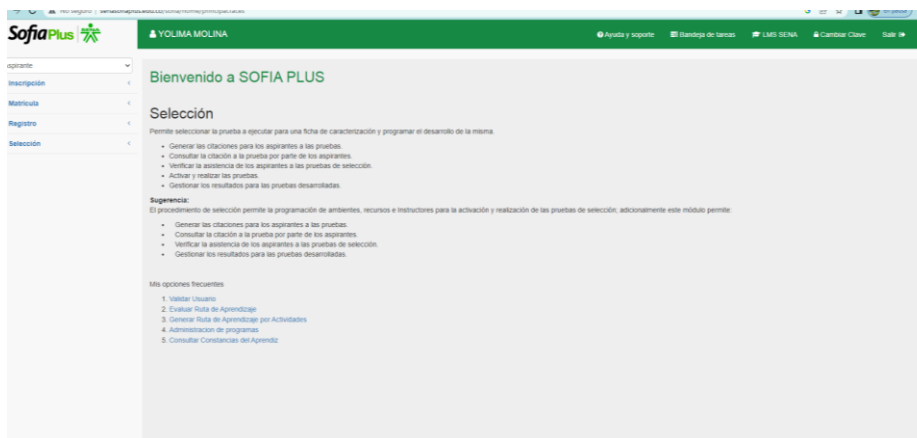 No seguro
SofiaPlus
YOLIMA MOLINA
Ayuda y soporte
Bandeja de tareas
LMS SENA
Cambiar Clave
Salir
aspirante
Inscripción
Matrícula
Registro
Selección
Bienvenido a SOFIA PLUS
Selección
Permite seleccionar la prueba a ejecutar para una ficha de caracterización y programar el desarrollo de la misma.
• Generar las citaciones para los aspirantes a las pruebas.
• Consultar la citación a la prueba por parte de los aspirantes.
• Verificar la asistencia de los aspirantes a las pruebas de selección.
• Activar y realizar las pruebas.
• Gestionar los resultados para las pruebas desarrolladas.
Sugerencia:
El procedimiento de selección permite la programación de ambientes, recursos e Instructores para la activación y realización de las pruebas de selección; adicionalmente este módulo permite:
• Generar las citaciones para los aspirantes a las pruebas.
• Consultar la citación a la prueba por parte de los aspirantes.
• Verificar la asistencia de los aspirantes a las pruebas de selección.
• Gestionar los resultados para las pruebas desarrolladas.
Mis opciones frecuentes
1. Validar Usuario
2. Evaluar Ruta de Aprendizaje
3. Generar Ruta de Aprendizaje por Actividades
4. Administracion de programas
5. Consultar Constancias del Aprendiz